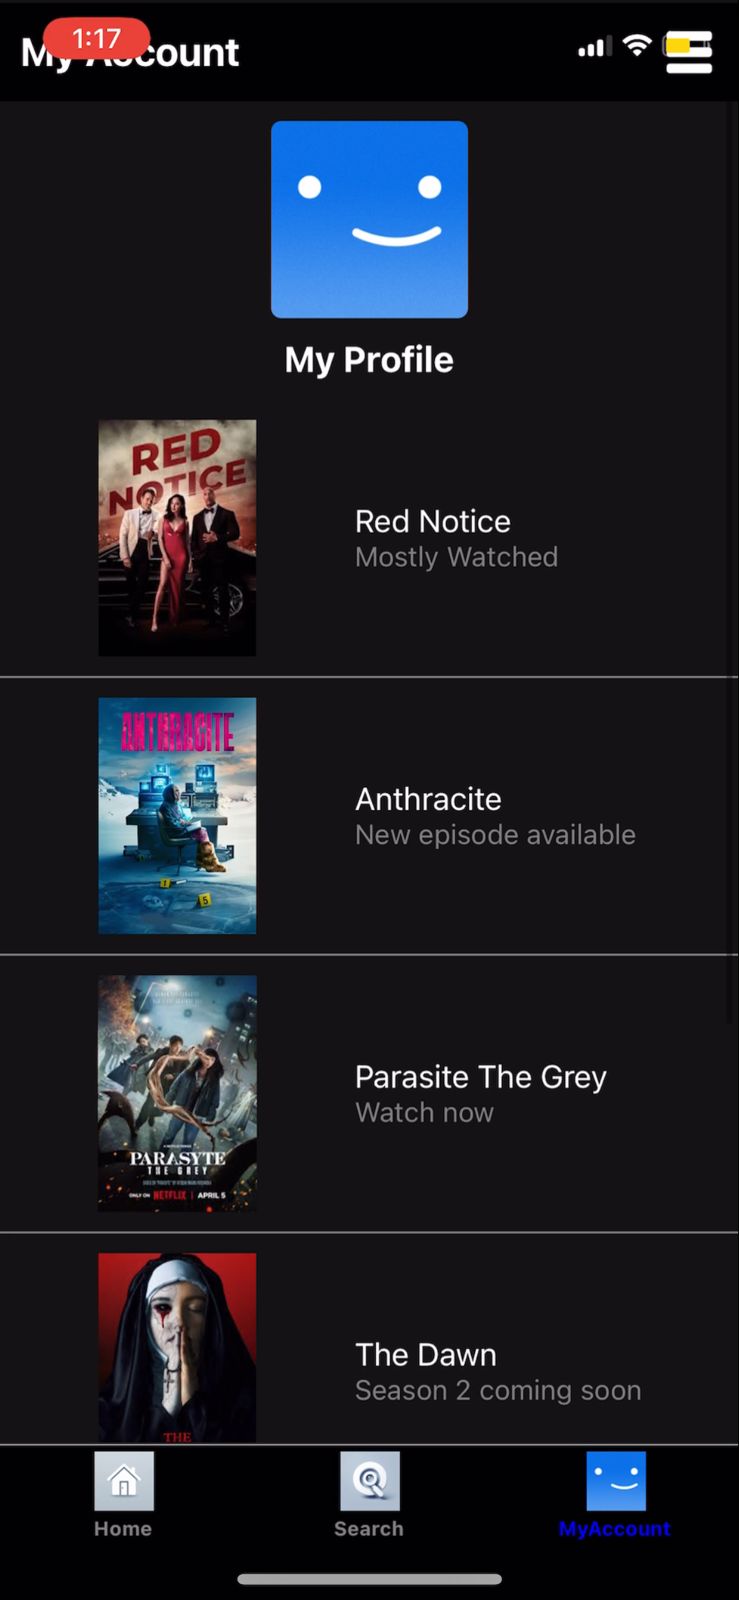 1:17
My Account
My Profile
RED
NOTICE
Red Notice
Mostly Watched
ANTHRACITE
1
5
Anthracite
New episode available
PARASYTE
THE GREY
ONLY ON NETFLIX | APRIL 5
Parasite The Grey
Watch now
THE
The Dawn
Season 2 coming soon
Home
Search
MyAccount